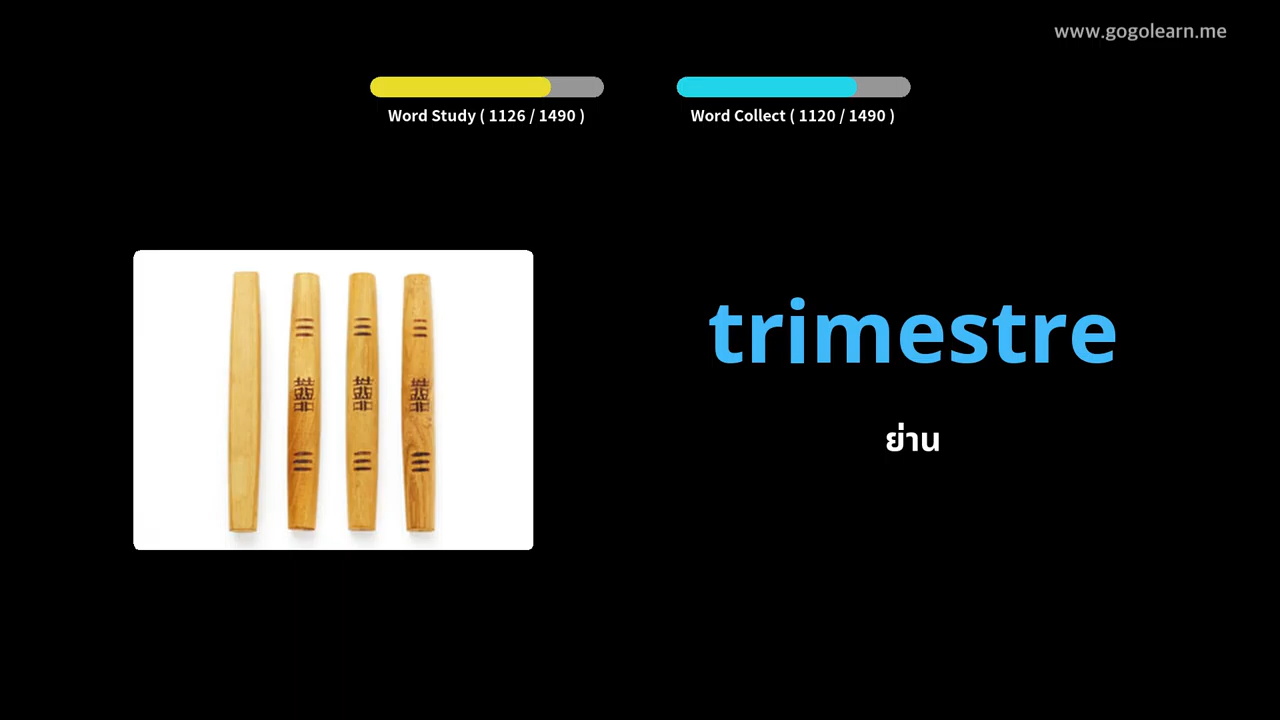 www.gogolearn.me
Word Study ( 1126 / 1490 )
Word Collect ( 1120 / 1490 )
trimestre
ย่าน